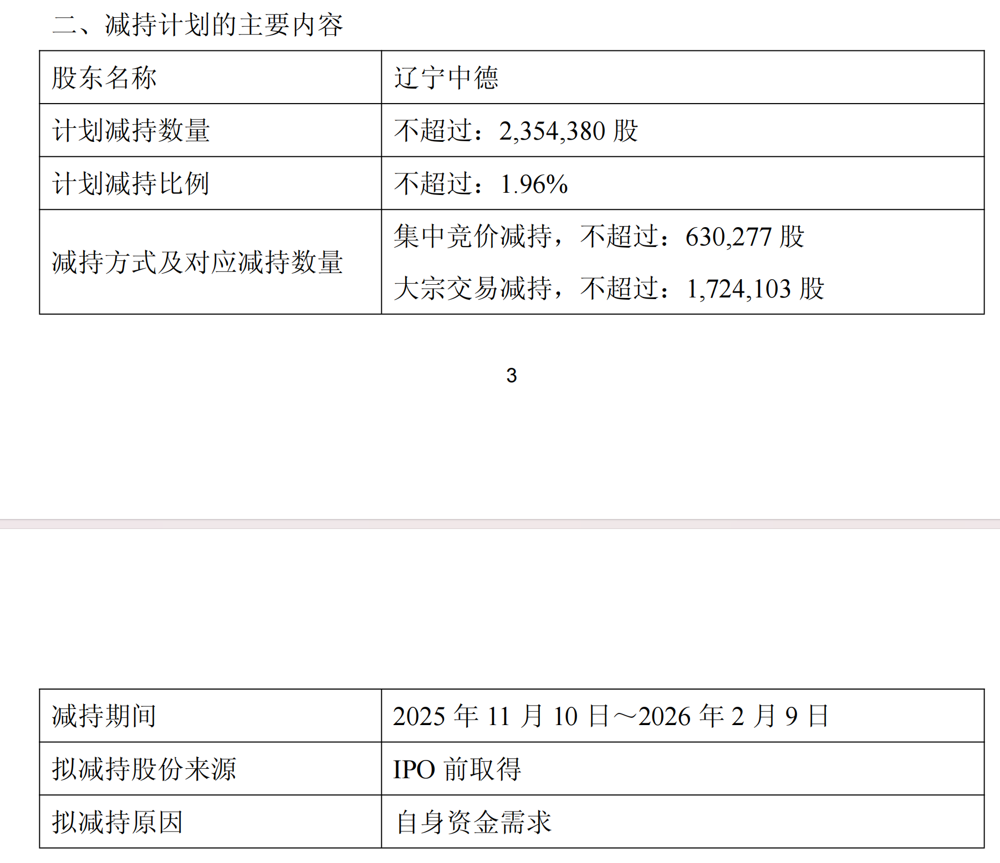 二、减持计划的主要内容
股东名称 辽宁中德
计划减持数量 不超过：2,354,380 股
计划减持比例 不超过：1.96%
减持方式及对应减持数量 集中竞价减持，不超过：630,277 股
大宗交易减持，不超过：1,724,103 股
3
减持期间 2025 年 11 月 10 日～2026 年 2 月 9 日
拟减持股份来源 IPO 前取得
拟减持原因 自身资金需求